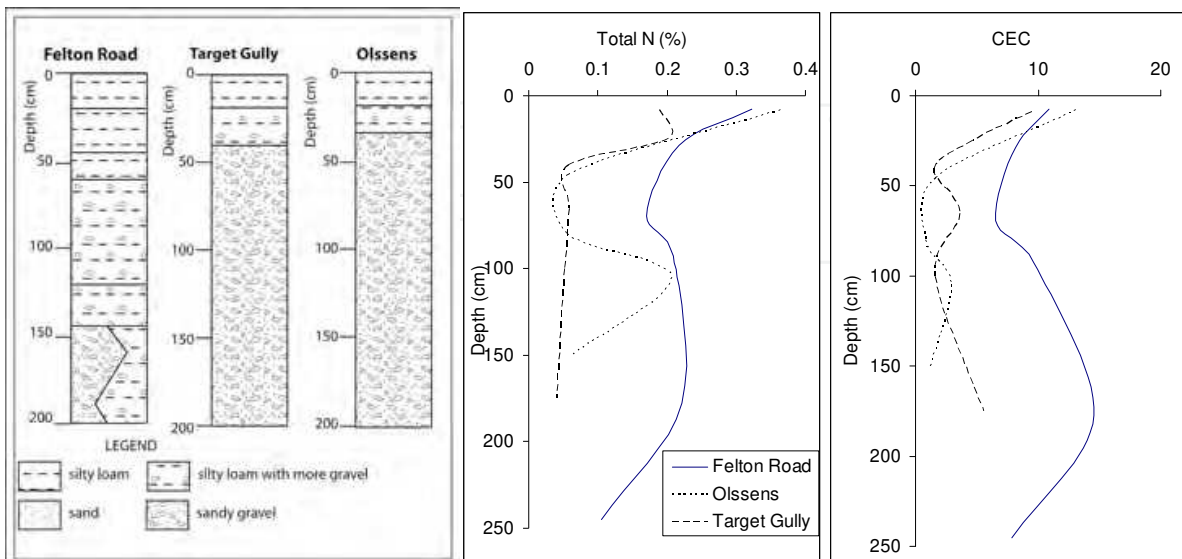 Felton Road
Target Gully
Olssens
Depth (cm)
0
50
100
150
200
Depth (cm)
0
50
100
150
200
Depth (cm)
0
50
100
150
200
LEGEND
silty loam
silty loam with more gravel
sand
sandy gravel
Total N (%)
0 0.1 0.2 0.3 0.4
Depth (cm)
0
50
100
150
200
250
Felton Road
Olssens
Target Gully
CEC
0 10 20
Depth (cm)
0
50
100
150
200
250